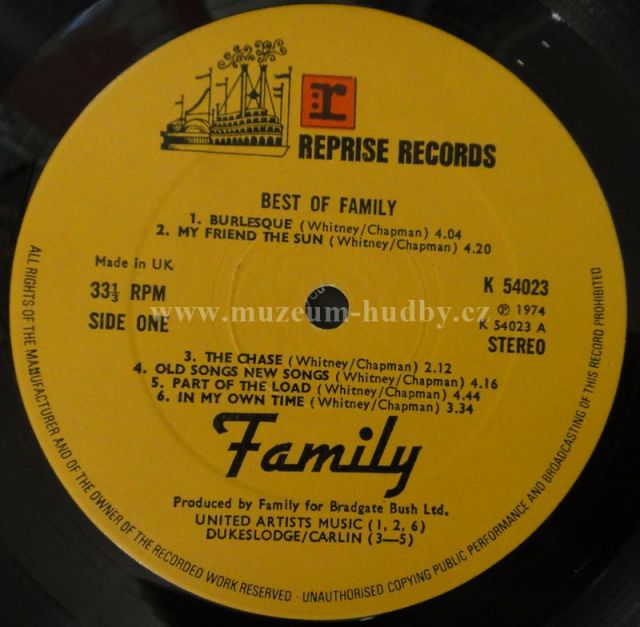 r
REPRISE RECORDS
BEST OF FAMILY
1. BURLESQUE (Whitney/Chapman) 4.04
2. MY FRIEND THE SUN (Whitney/Chapman) 4.20
Made in UK
33⅓ RPM
SIDE ONE
K 54023
℗ 1974
K 54023 A
STEREO
www.muzeum-hudby.cz
3. THE CHASE (Whitney/Chapman) 2.12
4. OLD SONGS NEW SONGS (Whitney/Chapman) 4.16
5. PART OF THE LOAD (Whitney/Chapman) 4.44
6. IN MY OWN TIME (Whitney/Chapman) 3.34
Family
Produced by Family for Bradgate Bush Ltd.
UNITED ARTISTS MUSIC (1, 2, 6)
DUKESLODGE/CARLIN (3—5)
ALL RIGHTS OF THE MANUFACTURER AND OF THE OWNER OF THE RECORDED WORK RESERVED · UNAUTHORISED COPYING PUBLIC PERFORMANCE AND BROADCASTING OF THIS RECORD PROHIBITED